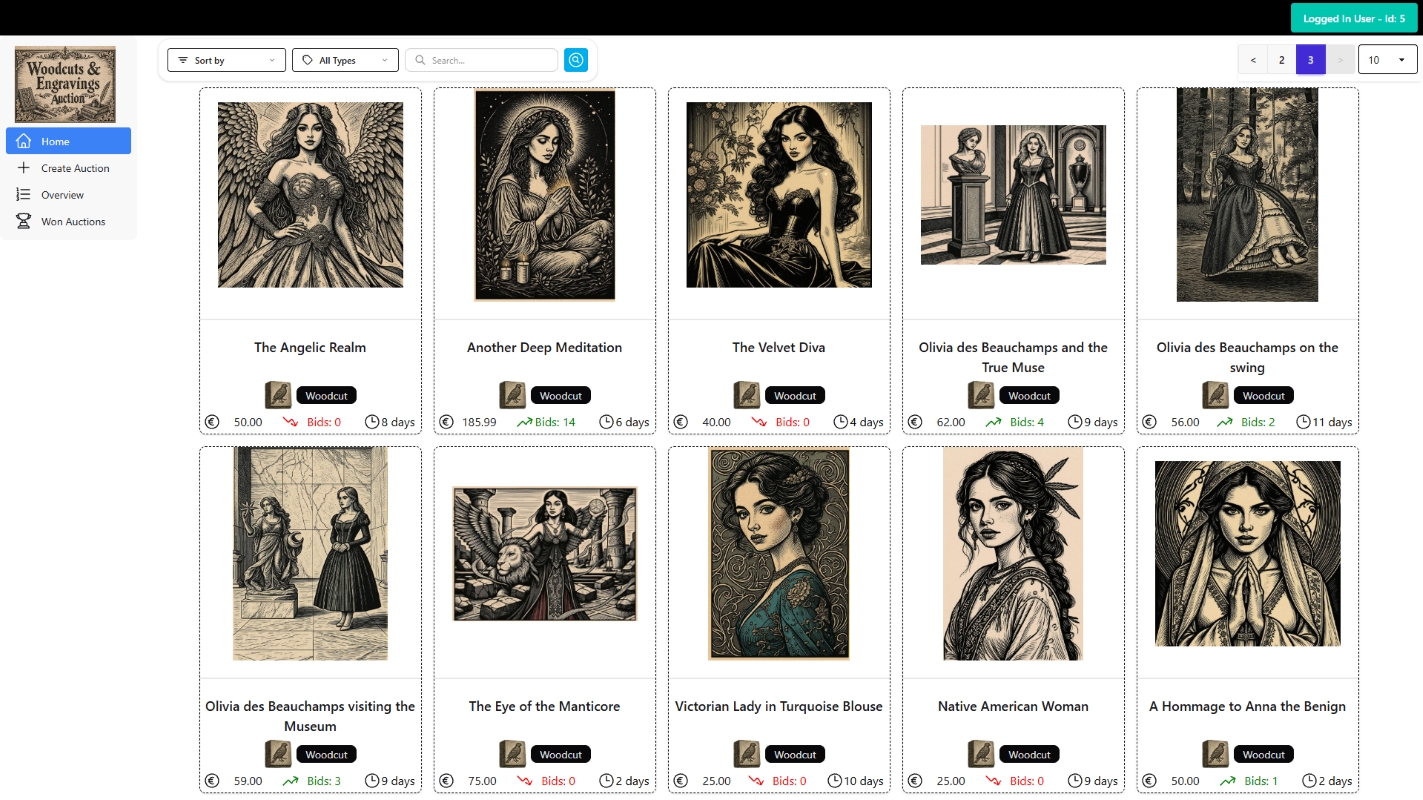 Logged In User - Id: 5
Woodcuts &
Engravings
Auction
Home
Create Auction
Overview
Won Auctions
Sort by
All Types
Search...
< 2 3 > 10
The Angelic Realm
Woodcut
€ 50.00 Bids: 0 8 days
Another Deep Meditation
Woodcut
€ 185.99 Bids: 14 6 days
The Velvet Diva
Woodcut
€ 40.00 Bids: 0 4 days
Olivia des Beauchamps and the
True Muse
Woodcut
€ 62.00 Bids: 4 9 days
Olivia des Beauchamps on the
swing
Woodcut
€ 56.00 Bids: 2 11 days
Olivia des Beauchamps visiting the
Museum
Woodcut
€ 59.00 Bids: 3 9 days
The Eye of the Manticore
Woodcut
€ 75.00 Bids: 0 2 days
Victorian Lady in Turquoise Blouse
Woodcut
€ 25.00 Bids: 0 10 days
Native American Woman
Woodcut
€ 25.00 Bids: 0 9 days
A Hommage to Anna the Benign
Woodcut
€ 50.00 Bids: 1 2 days